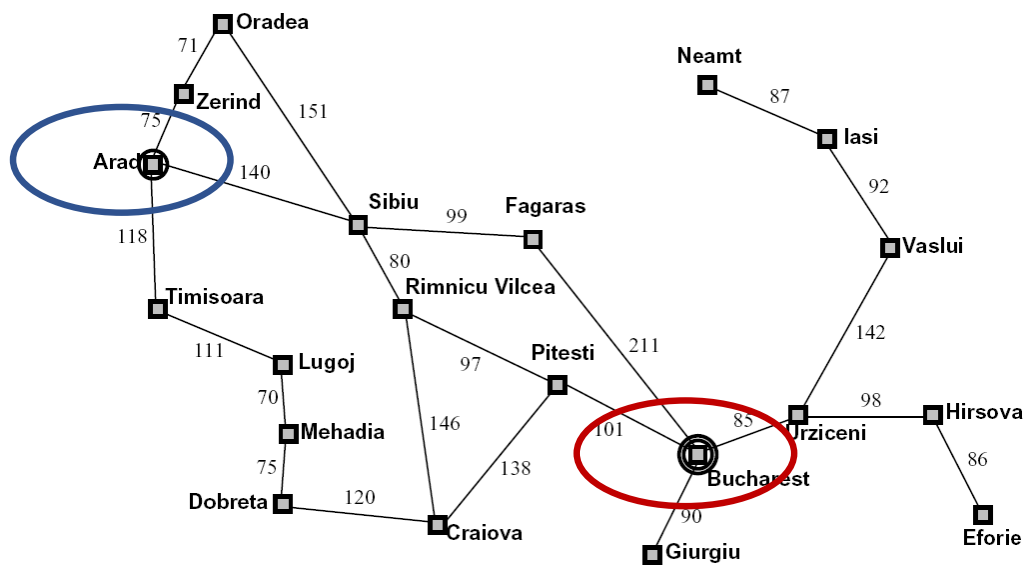 Oradea
71
Neamt
87
Zerind
75
151
Iasi
Arad
140
92
Sibiu
99
Fagaras
118
Vaslui
80
Rimnicu Vilcea
Timisoara
142
111
211
Lugoj
97
Pitesti
70
98
Hirsova
146
101
85
Urziceni
Mehadia
138
86
75
Bucharest
Dobreta
120
90
Craiova
Giurgiu
Eforie